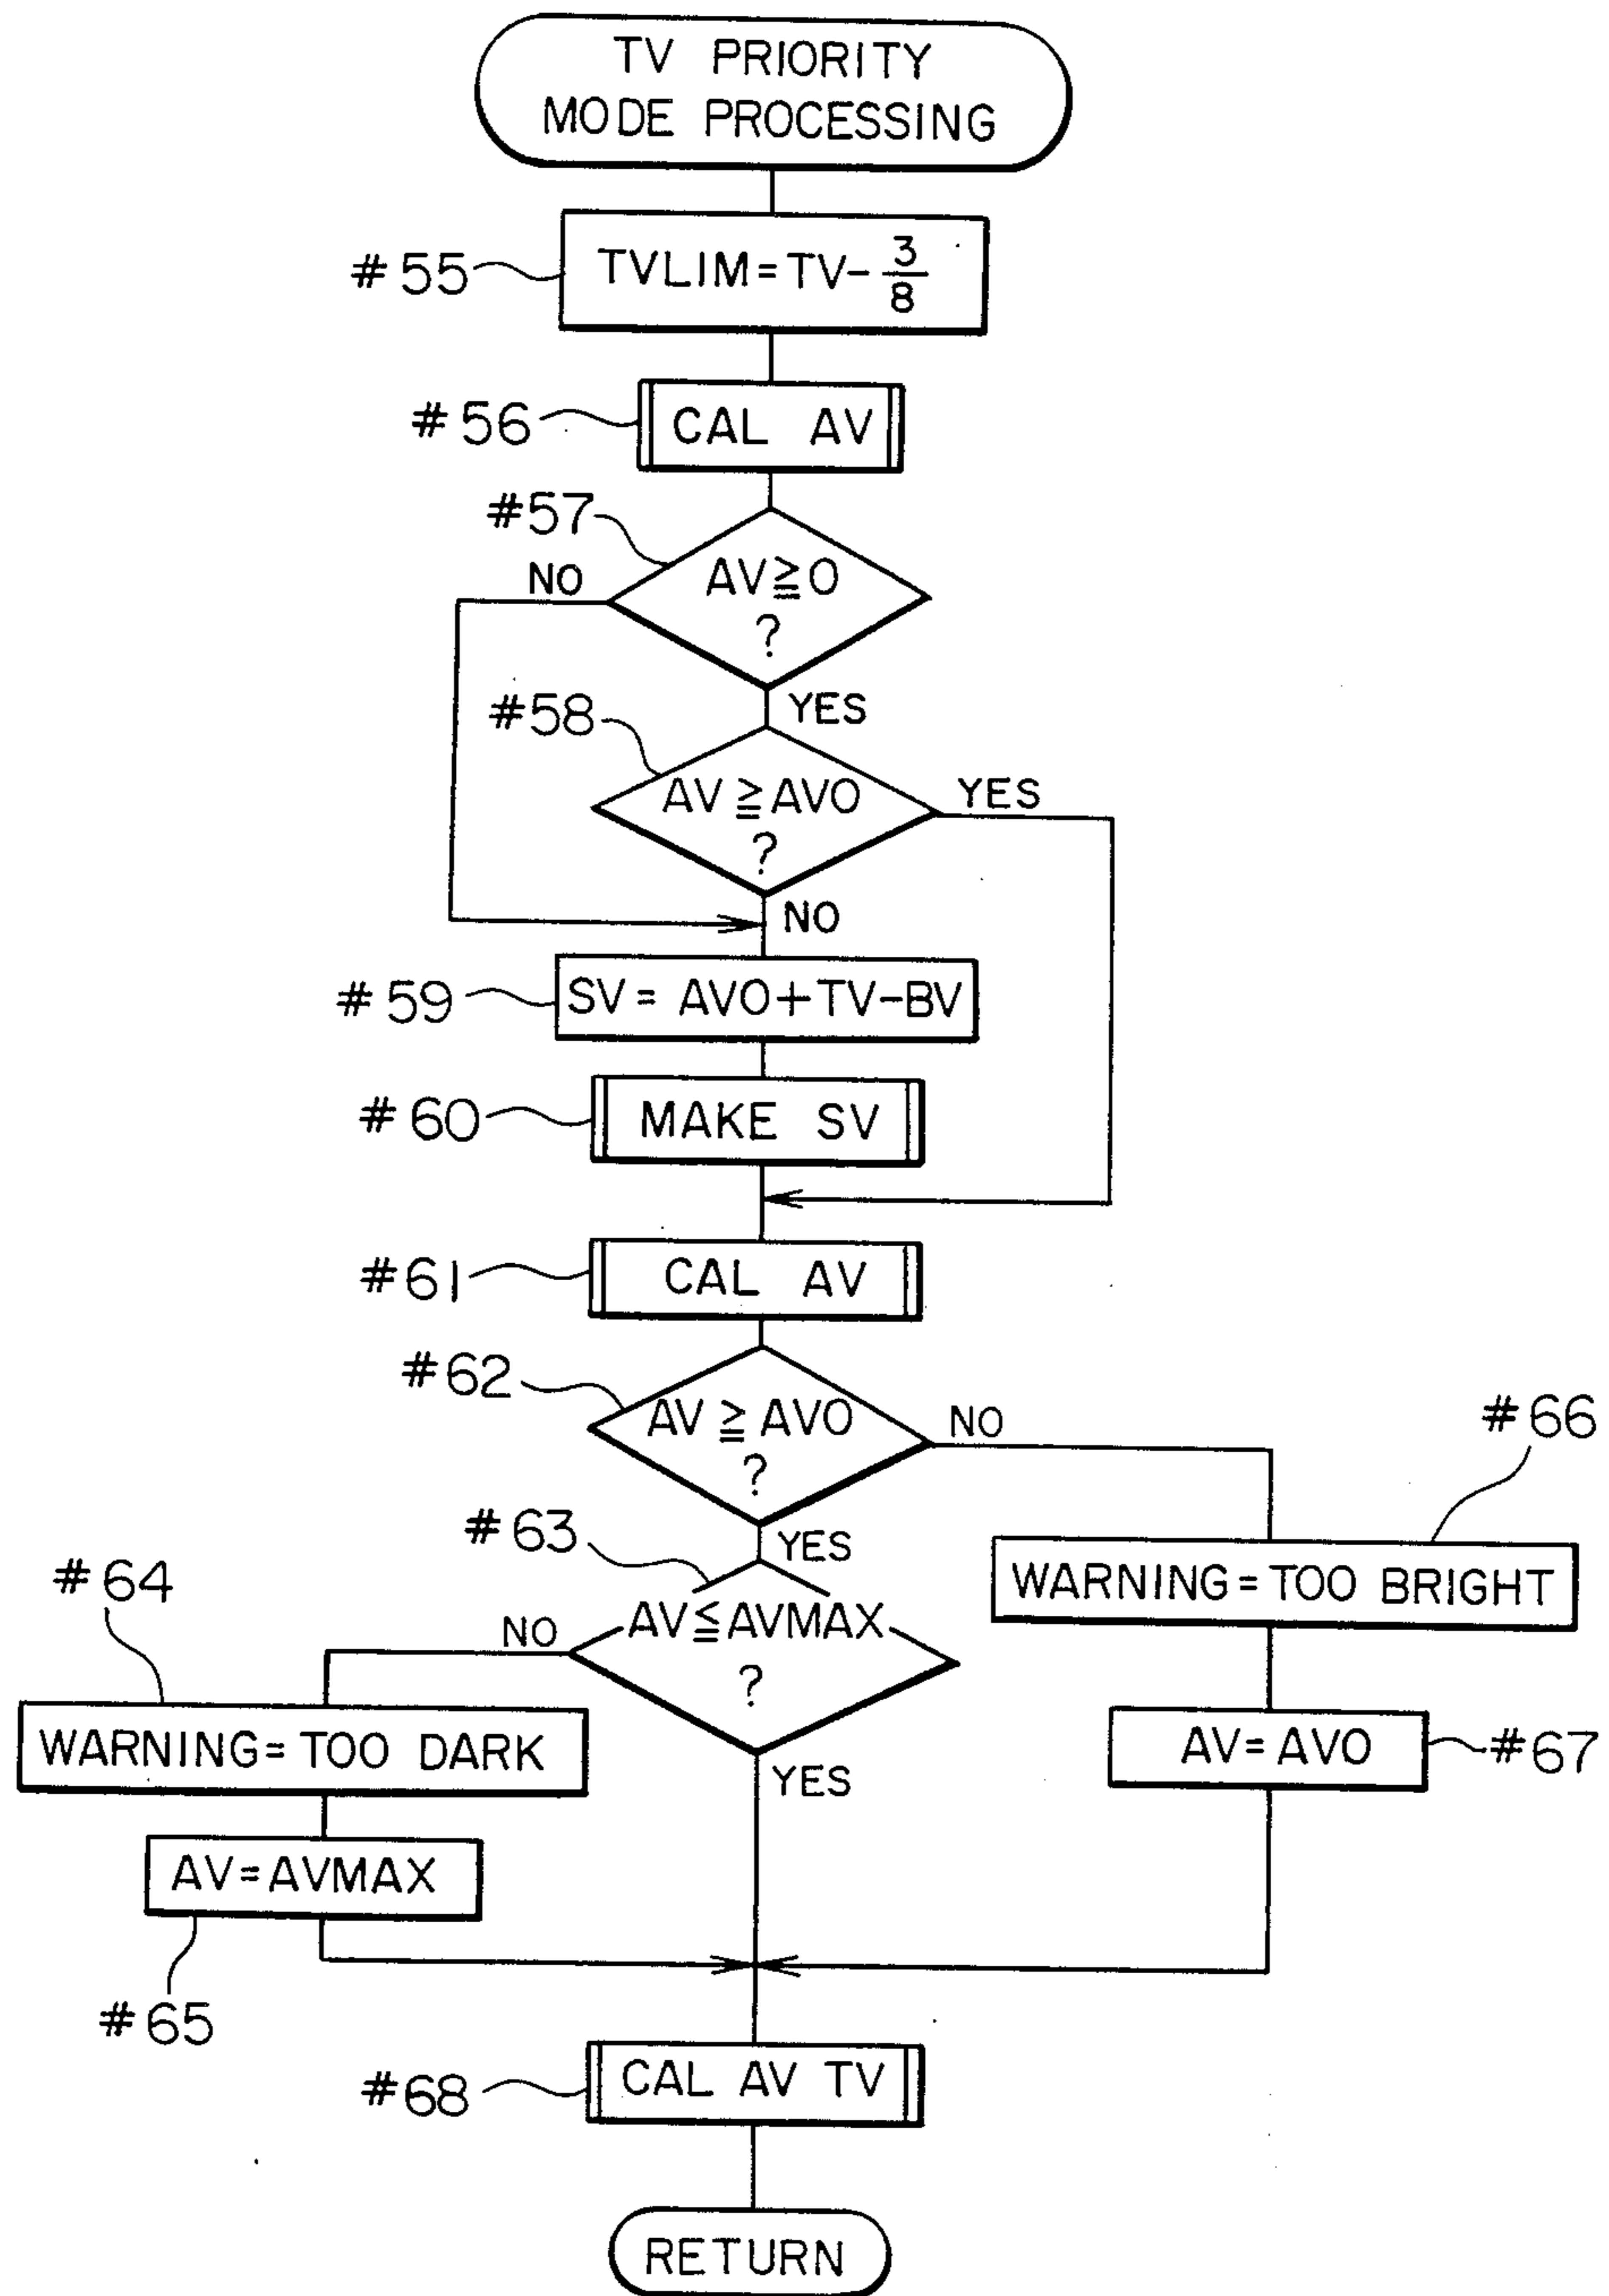 TV PRIORITY
MODE PROCESSING
#55
TVLIM=TV-3/8
#56
CAL AV
#57
AV≧0
?
NO
YES
#58
AV≧AVO
?
YES
NO
#59
SV=AVO+TV-BV
#60
MAKE SV
#61
CAL AV
#62
AV≧AVO
?
NO
YES
#66
WARNING=TOO BRIGHT
#63
AV≦AVMAX
?
NO
YES
#64
WARNING=TOO DARK
AV=AVO
#67
AV=AVMAX
#65
#68
CAL AV TV
RETURN